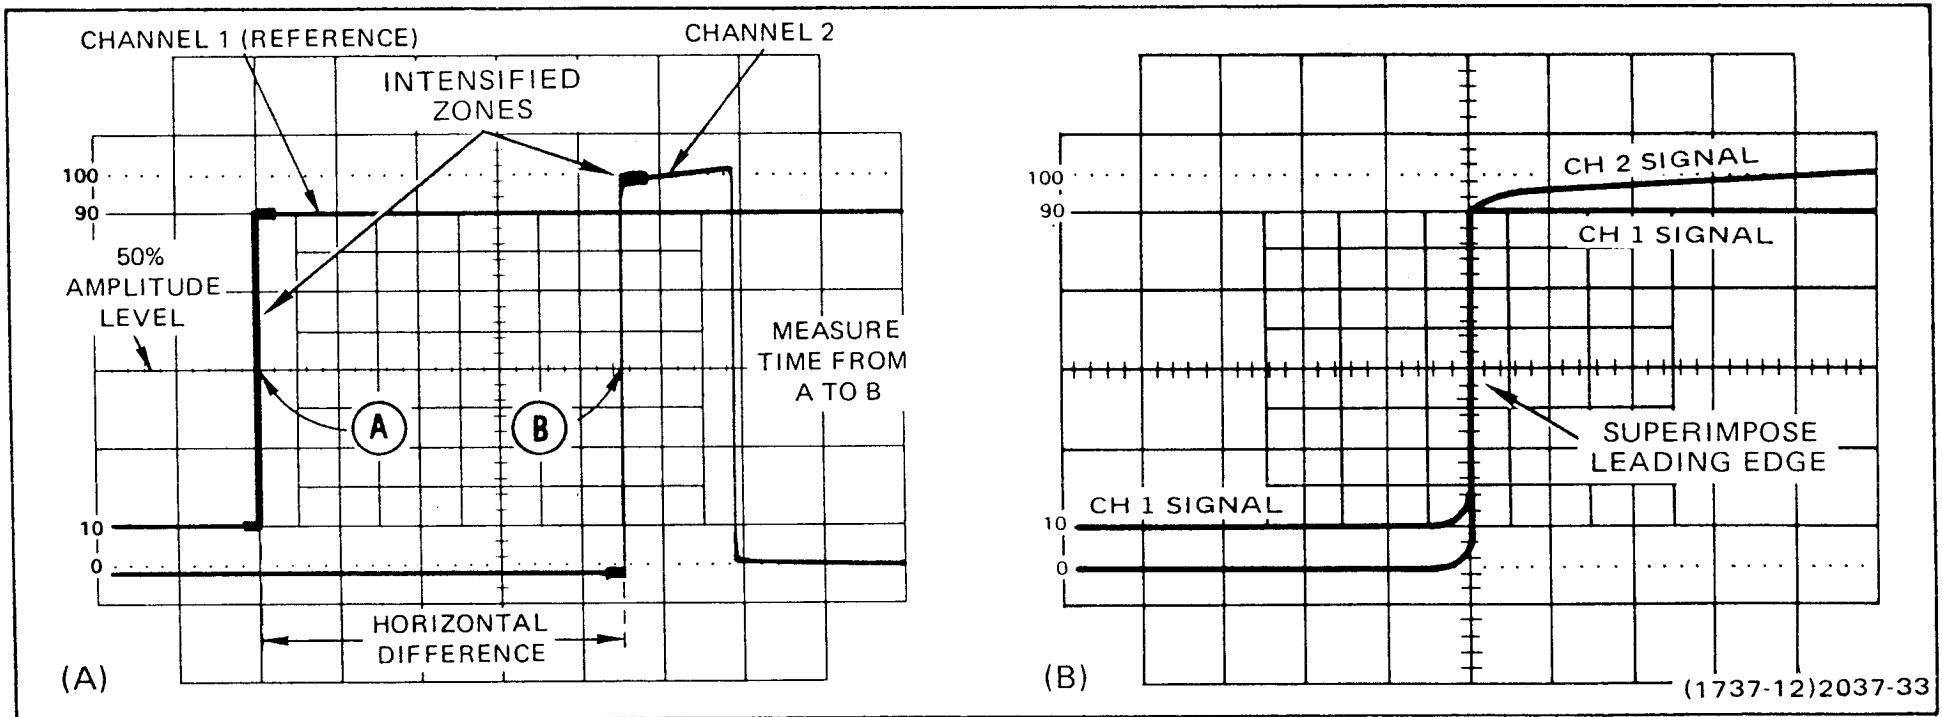 CHANNEL 1 (REFERENCE)
CHANNEL 2
INTENSIFIED
ZONES
100
90
50%
AMPLITUDE
LEVEL
MEASURE
TIME FROM
A TO B
A
B
10
0
HORIZONTAL
DIFFERENCE
(A)
100
90
CH 2 SIGNAL
CH 1 SIGNAL
SUPERIMPOSE
LEADING EDGE
CH 1 SIGNAL
10
0
(B)
(1737-12)2037-33